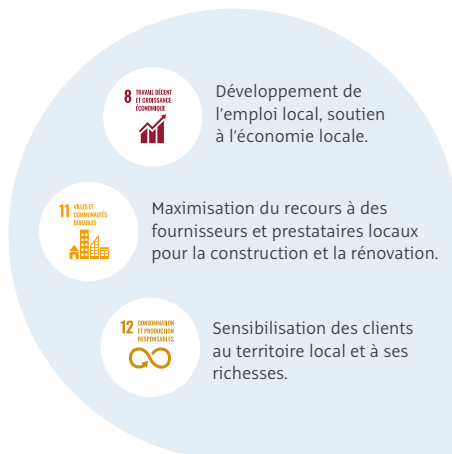 8 TRAVAIL DÉCENT
ET CROISSANCE
ÉCONOMIQUE
Développement de
l'emploi local, soutien
à l'économie locale.
11 VILLES ET
COMMUNAUTÉS
DURABLES
Maximisation du recours à des
fournisseurs et prestataires locaux
pour la construction et la rénovation.
12 CONSOMMATION
ET PRODUCTION
RESPONSABLES
Sensibilisation des clients
au territoire local et à ses
richesses.